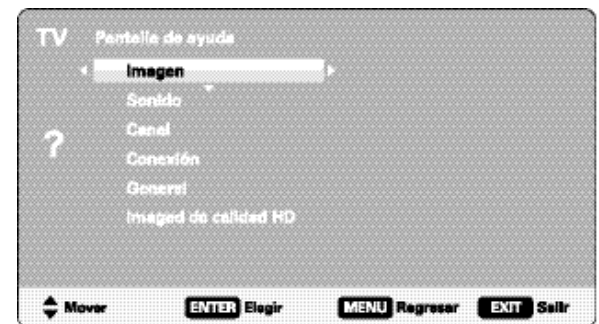 TV Pantalla de ayuda
Imagen
Sonido
?
Canal
Conexión
General
Imaged de calidad HD
Mover ENTER Elegir MENU Regresar EXIT Salir